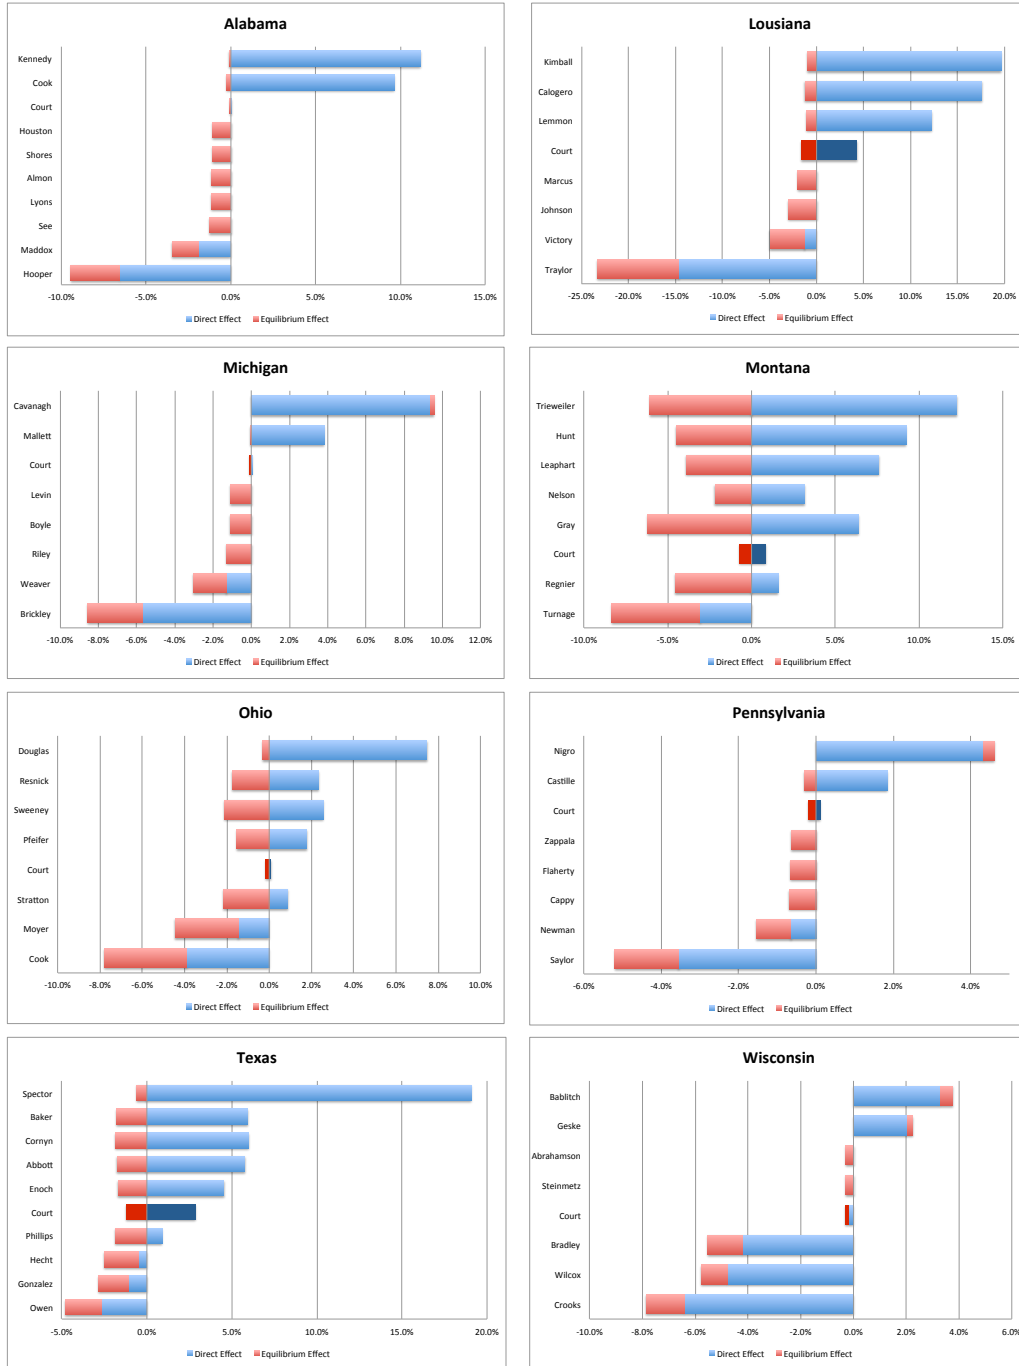 Alabama
Kennedy
Cook
Court
Houston
Shores
Almon
Lyons
See
Maddox
Hooper
-10.0% -5.0% 0.0% 5.0% 10.0% 15.0%
Direct Effect Equilibrium Effect
Lousiana
Kimball
Calogero
Lemmon
Court
Marcus
Johnson
Victory
Traylor
-25.0% -20.0% -15.0% -10.0% -5.0% 0.0% 5.0% 10.0% 15.0% 20.0%
Direct Effect Equilibrium Effect
Michigan
Cavanagh
Mallett
Court
Levin
Boyle
Riley
Weaver
Brickley
-10.0% -8.0% -6.0% -4.0% -2.0% 0.0% 2.0% 4.0% 6.0% 8.0% 10.0% 12.0%
Direct Effect Equilibrium Effect
Montana
Trieweiler
Hunt
Leaphart
Nelson
Gray
Court
Regnier
Turnage
-10.0% -5.0% 0.0% 5.0% 10.0% 15.0%
Direct Effect Equilibrium Effect
Ohio
Douglas
Resnick
Sweeney
Pfeifer
Court
Stratton
Moyer
Cook
-10.0% -8.0% -6.0% -4.0% -2.0% 0.0% 2.0% 4.0% 6.0% 8.0% 10.0%
Direct Effect Equilibrium Effect
Pennsylvania
Nigro
Castille
Court
Zappala
Flaherty
Cappy
Newman
Saylor
-6.0% -4.0% -2.0% 0.0% 2.0% 4.0%
Direct Effect Equilibrium Effect
Texas
Spector
Baker
Cornyn
Abbott
Enoch
Court
Phillips
Hecht
Gonzalez
Owen
-5.0% 0.0% 5.0% 10.0% 15.0% 20.0%
Direct Effect Equilibrium Effect
Wisconsin
Bablitch
Geske
Abrahamson
Steinmetz
Court
Bradley
Wilcox
Crooks
-10.0% -8.0% -6.0% -4.0% -2.0% 0.0% 2.0% 4.0% 6.0%
Direct Effect Equilibrium Effect